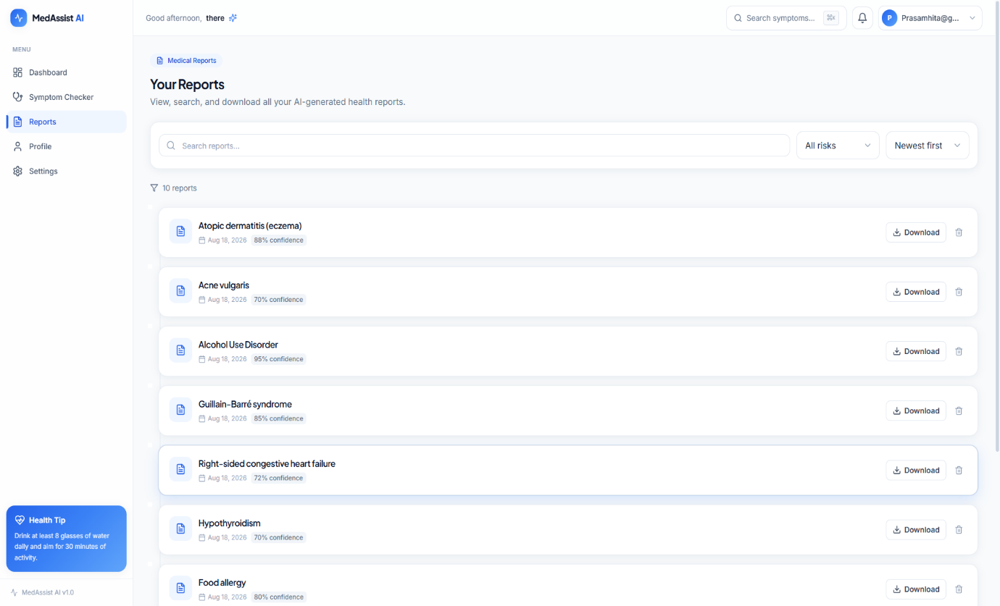 MedAssist AI
Good afternoon, there
Search symptoms...
⌘K
P
Prasamhita@g...
MENU
Dashboard
Symptom Checker
Reports
Profile
Settings
Medical Reports
Your Reports
View, search, and download all your AI-generated health reports.
Search reports...
All risks
Newest first
10 reports
Atopic dermatitis (eczema)
Aug 18, 2026 88% confidence
Download
Acne vulgaris
Aug 18, 2026 70% confidence
Download
Alcohol Use Disorder
Aug 18, 2026 95% confidence
Download
Guillain-Barré syndrome
Aug 18, 2026 85% confidence
Download
Right-sided congestive heart failure
Aug 18, 2026 72% confidence
Download
Hypothyroidism
Aug 18, 2026 70% confidence
Download
Food allergy
Aug 18, 2026 80% confidence
Download
Health Tip
Drink at least 8 glasses of water
daily and aim for 30 minutes of
activity.
MedAssist AI v1.0